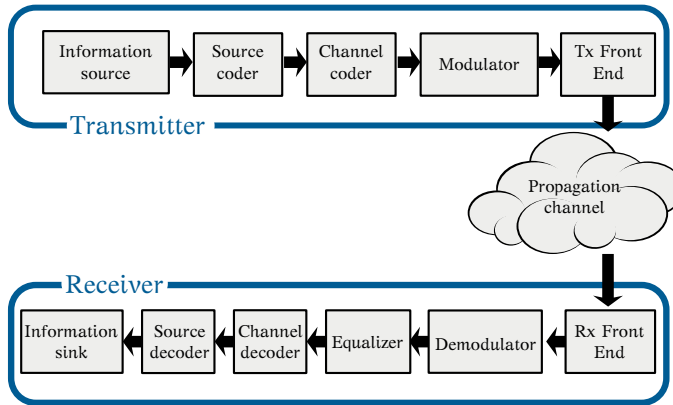 Information
source
Source
coder
Channel
coder
Modulator
Tx Front
End
Transmitter
Propagation
channel
Receiver
Information
sink
Source
decoder
Channel
decoder
Equalizer
Demodulator
Rx Front
End